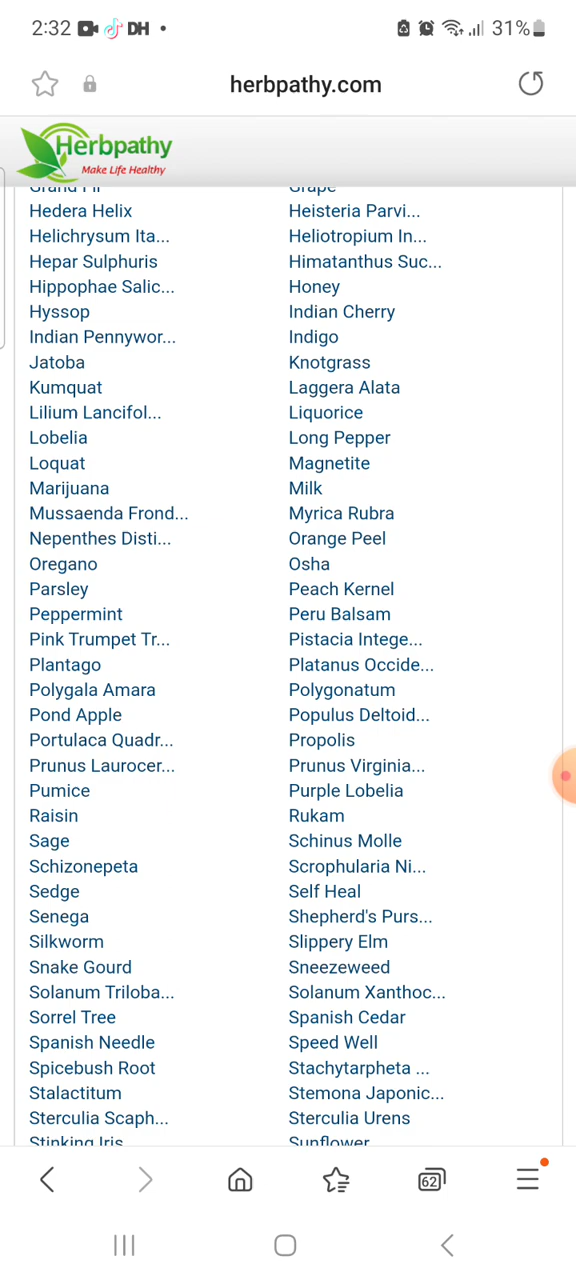 2:32 DH 31%
herbpathy.com
Herbpathy
Make Life Healthy
Grand Fir Grape
Hedera Helix Heisteria Parvi...
Helichrysum Ita... Heliotropium In...
Hepar Sulphuris Himatanthus Suc...
Hippophae Salic... Honey
Hyssop Indian Cherry
Indian Pennywor... Indigo
Jatoba Knotgrass
Kumquat Laggera Alata
Lilium Lancifol... Liquorice
Lobelia Long Pepper
Loquat Magnetite
Marijuana Milk
Mussaenda Frond... Myrica Rubra
Nepenthes Disti... Orange Peel
Oregano Osha
Parsley Peach Kernel
Peppermint Peru Balsam
Pink Trumpet Tr... Pistacia Intege...
Plantago Platanus Occide...
Polygala Amara Polygonatum
Pond Apple Populus Deltoid...
Portulaca Quadr... Propolis
Prunus Laurocer... Prunus Virginia...
Pumice Purple Lobelia
Raisin Rukam
Sage Schinus Molle
Schizonepeta Scrophularia Ni...
Sedge Self Heal
Senega Shepherd's Purs...
Silkworm Slippery Elm
Snake Gourd Sneezeweed
Solanum Triloba... Solanum Xanthoc...
Sorrel Tree Spanish Cedar
Spanish Needle Speed Well
Spicebush Root Stachytarpheta ...
Stalactitum Stemona Japonic...
Sterculia Scaph... Sterculia Urens
Stinking Iris Sunflower
62